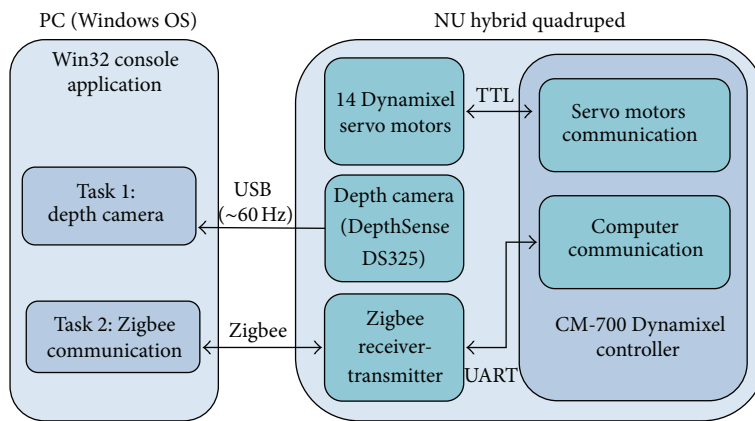 PC (Windows OS)
Win32 console
application
Task 1:
depth camera
Task 2: Zigbee
communication
USB
(~60 Hz)
Zigbee
NU hybrid quadruped
14 Dynamixel
servo motors
TTL
Servo motors
communication
Depth camera
(DepthSense
DS325)
Computer
communication
Zigbee
receiver-
transmitter
UART
CM-700 Dynamixel
controller